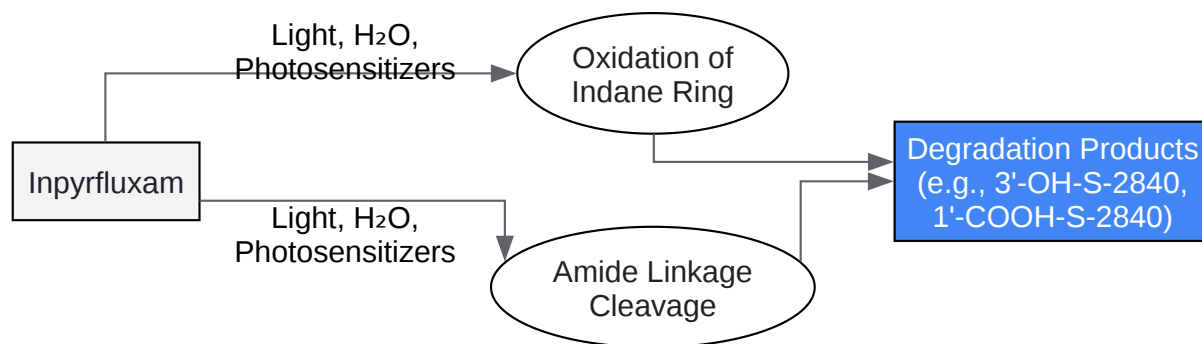 Light, H₂O,
Photosensitizers
Oxidation of
Indane Ring
Inpyrfluxam
Degradation Products
(e.g., 3'-OH-S-2840,
1'-COOH-S-2840)
Light, H₂O,
Photosensitizers
Amide Linkage
Cleavage